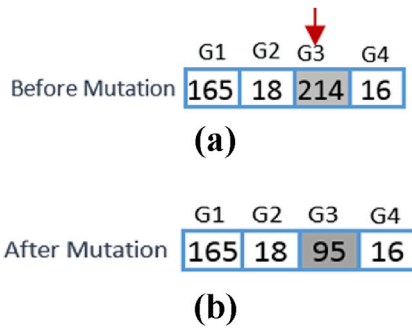 G1 G2 G3 G4
Before Mutation 165 18 214 16
(a)
G1 G2 G3 G4
After Mutation 165 18 95 16
(b)